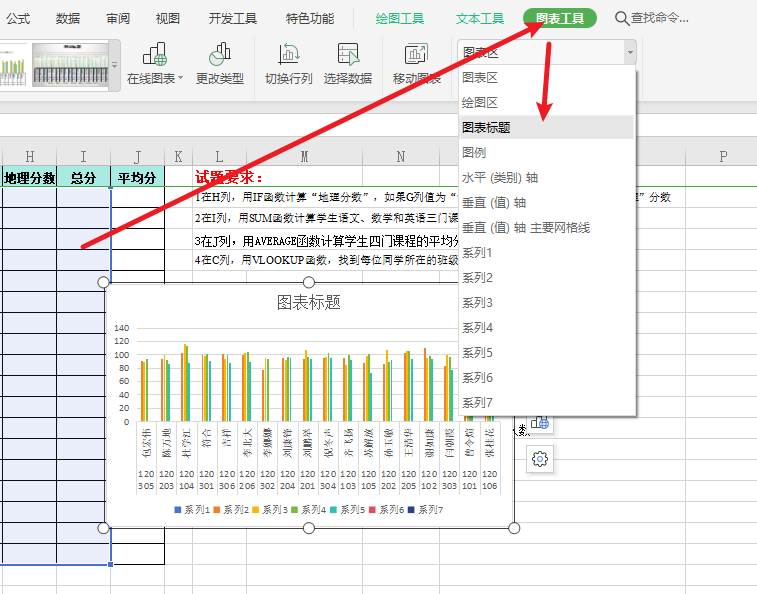 公式 数据 审阅 视图 开发工具 特色功能 绘图工具 文本工具 图表工具 查找命令...
在线图表 更改类型 切换行列 选择数据 移动图表
图表区
图表区
绘图区
图表标题
图例
水平 (类别) 轴
垂直 (值) 轴
垂直 (值) 轴 主要网格线
系列1
系列2
系列3
系列4
系列5
系列6
系列7
H I J K L M N P
地理分数 总分 平均分
试题要求：
1在H列，用IF函数计算“地理分数”，如果G列值为“
”分数
2在I列，用SUM函数计算学生语文、数学和英语三门课
3在J列，用AVERAGE函数计算学生四门课程的平均分
4在C列，用VLOOKUP函数，找到每位同学所在的班级
图表标题
140
120
100
80
60
40
20
0
包宏伟 陈万地 杜学江 符合 吉祥 李北大 李娜娜 刘康锋 刘鹏举 倪冬声 齐飞扬 苏解放 孙玉敏 王清华 谢如康 闫朝霞 曾令煊 张桂花
120305 120203 120104 120301 120306 120206 120302 120204 120201 120304 120103 120105 120202 120205 120102 120303 120101 120106
系列1 系列2 系列3 系列4 系列5 系列6 系列7
数